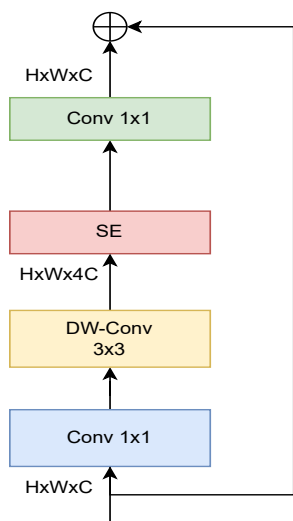 HxWxC
Conv 1x1
SE
HxWx4C
DW-Conv
3x3
Conv 1x1
HxWxC